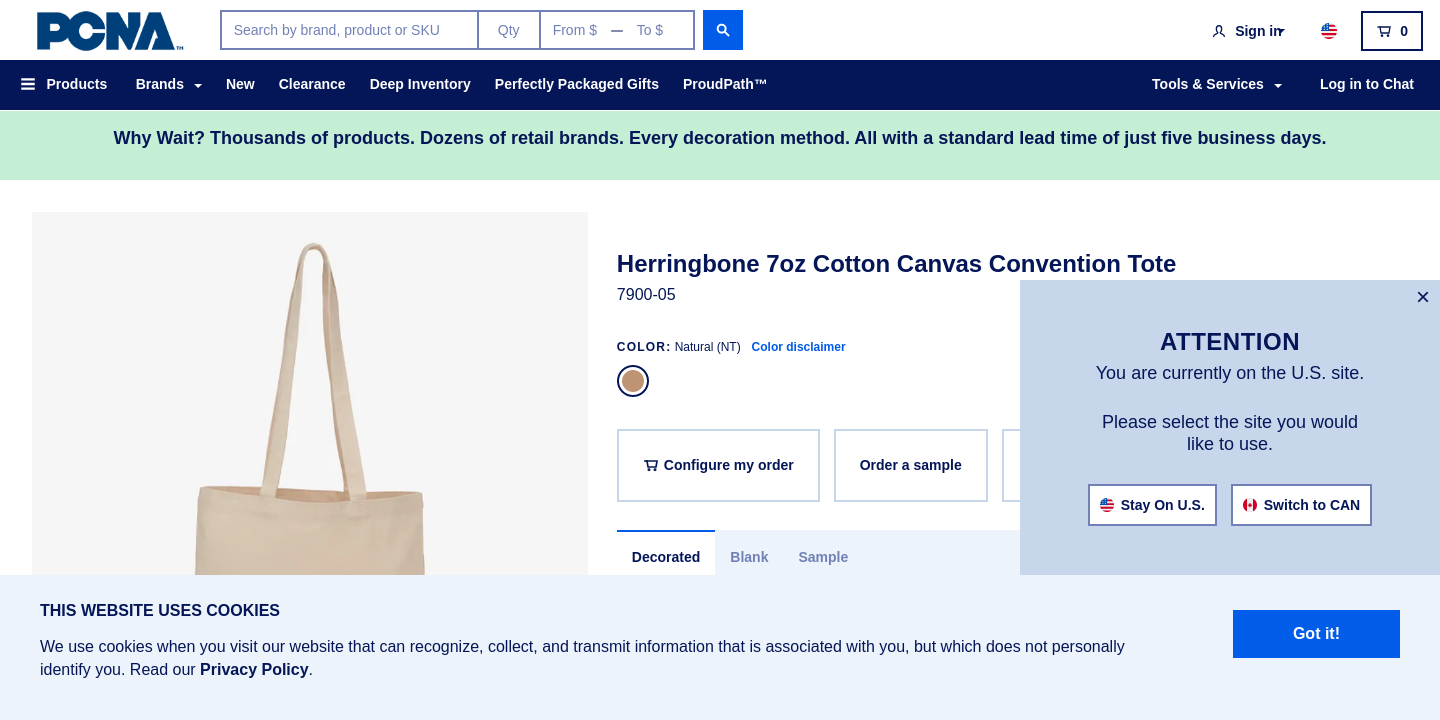 PCNA™
Search by brand, product or SKU
Qty
From $ — To $
Sign in
0
Products
Brands
New
Clearance
Deep Inventory
Perfectly Packaged Gifts
ProudPath™
Tools & Services
Log in to Chat
Why Wait? Thousands of products. Dozens of retail brands. Every decoration method. All with a standard lead time of just five business days.
Herringbone 7oz Cotton Canvas Convention Tote
7900-05
COLOR: Natural (NT) Color disclaimer
Configure my order
Order a sample
Decorated
Blank
Sample
×
ATTENTION
You are currently on the U.S. site.
Please select the site you would
like to use.
Stay On U.S.
Switch to CAN
THIS WEBSITE USES COOKIES
We use cookies when you visit our website that can recognize, collect, and transmit information that is associated with you, but which does not personally
identify you. Read our Privacy Policy.
Got it!